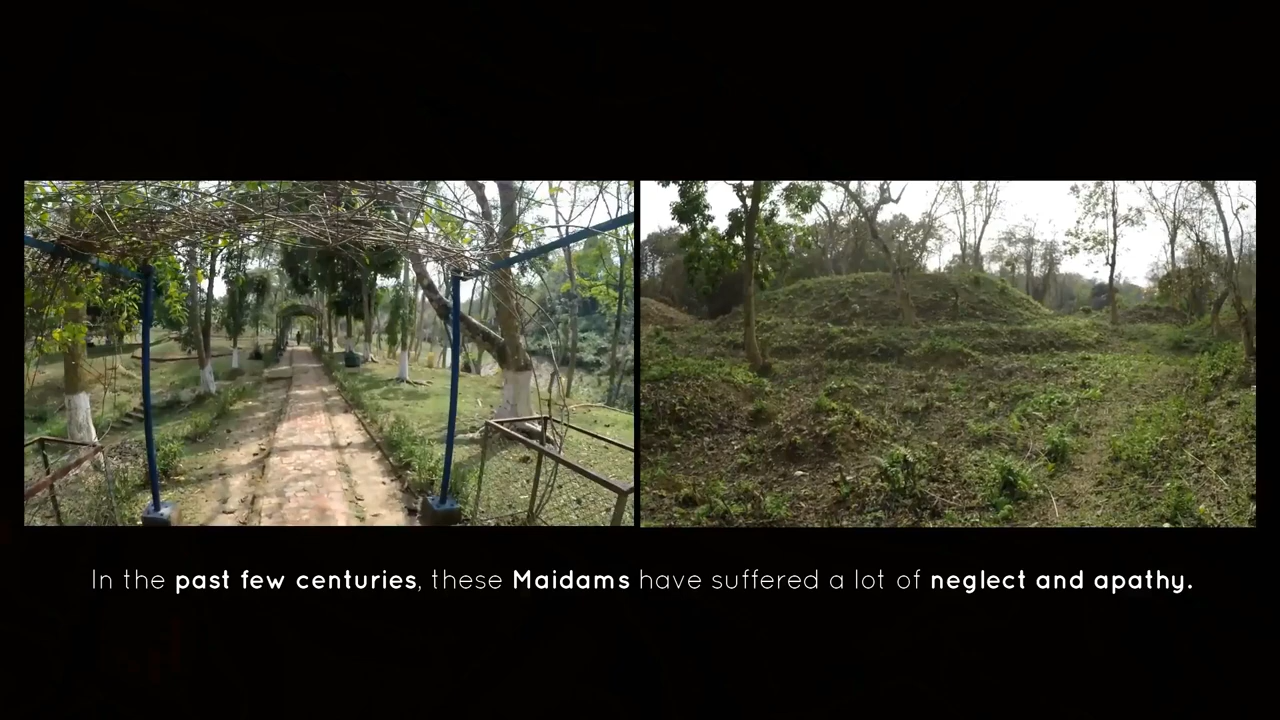 In the past few centuries, these Maidams have suffered a lot of neglect and apathy.